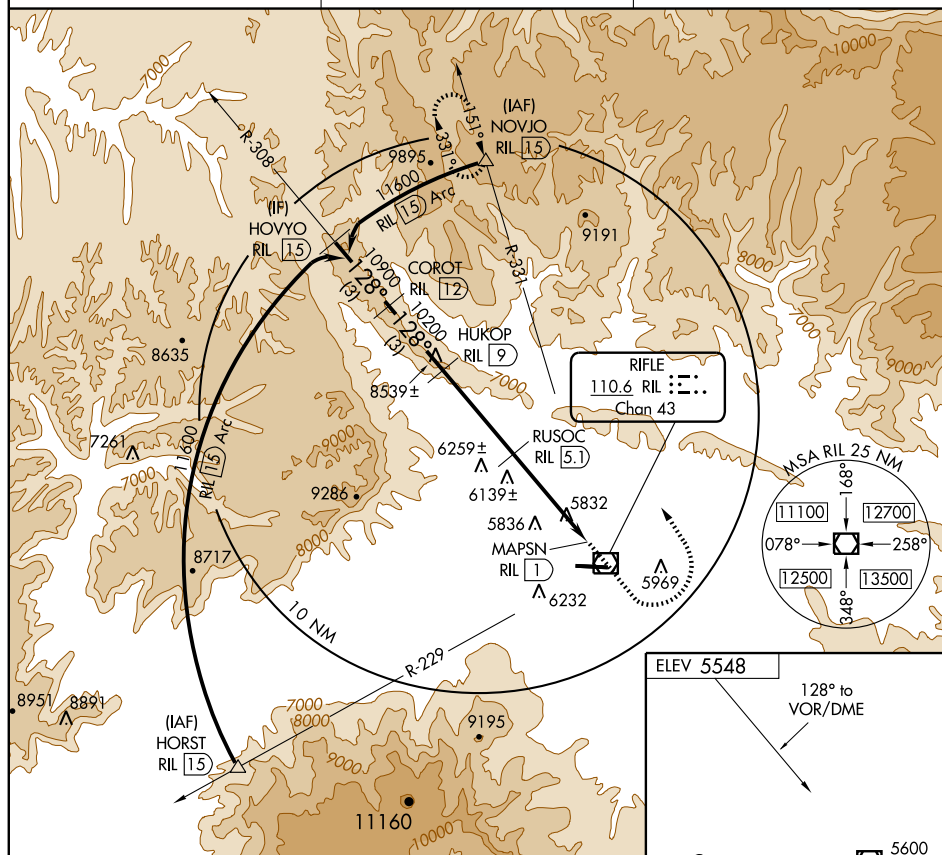 7000
10000
R-308
151°
331°
(IAF)
NOVJO
RIL 15
9895
11600
RIL 15 Arc
(IF)
HOVYO
RIL 15
9191
R-331
8000
7000
10900
128°
(3)
COROT
RIL 12
10200
128°
(3)
HUKOP
RIL 9
8539±
7000
8635
RIFLE
110.6 RIL
Chan 43
7261
7000
11600
RIL 15 Arc
9000
9286
8000
6259±
6139±
RUSOC
RIL 5.1
5832
5836
MAPSN
RIL 1
6232
5969
8717
10 NM
R-229
MSA RIL 25 NM
168°
11100
12700
078°
258°
12500
13500
348°
8951
8891
(IAF)
HORST
RIL 15
7000
8000
9000
9195
11160
10000
ELEV 5548
128° to
VOR/DME
5600